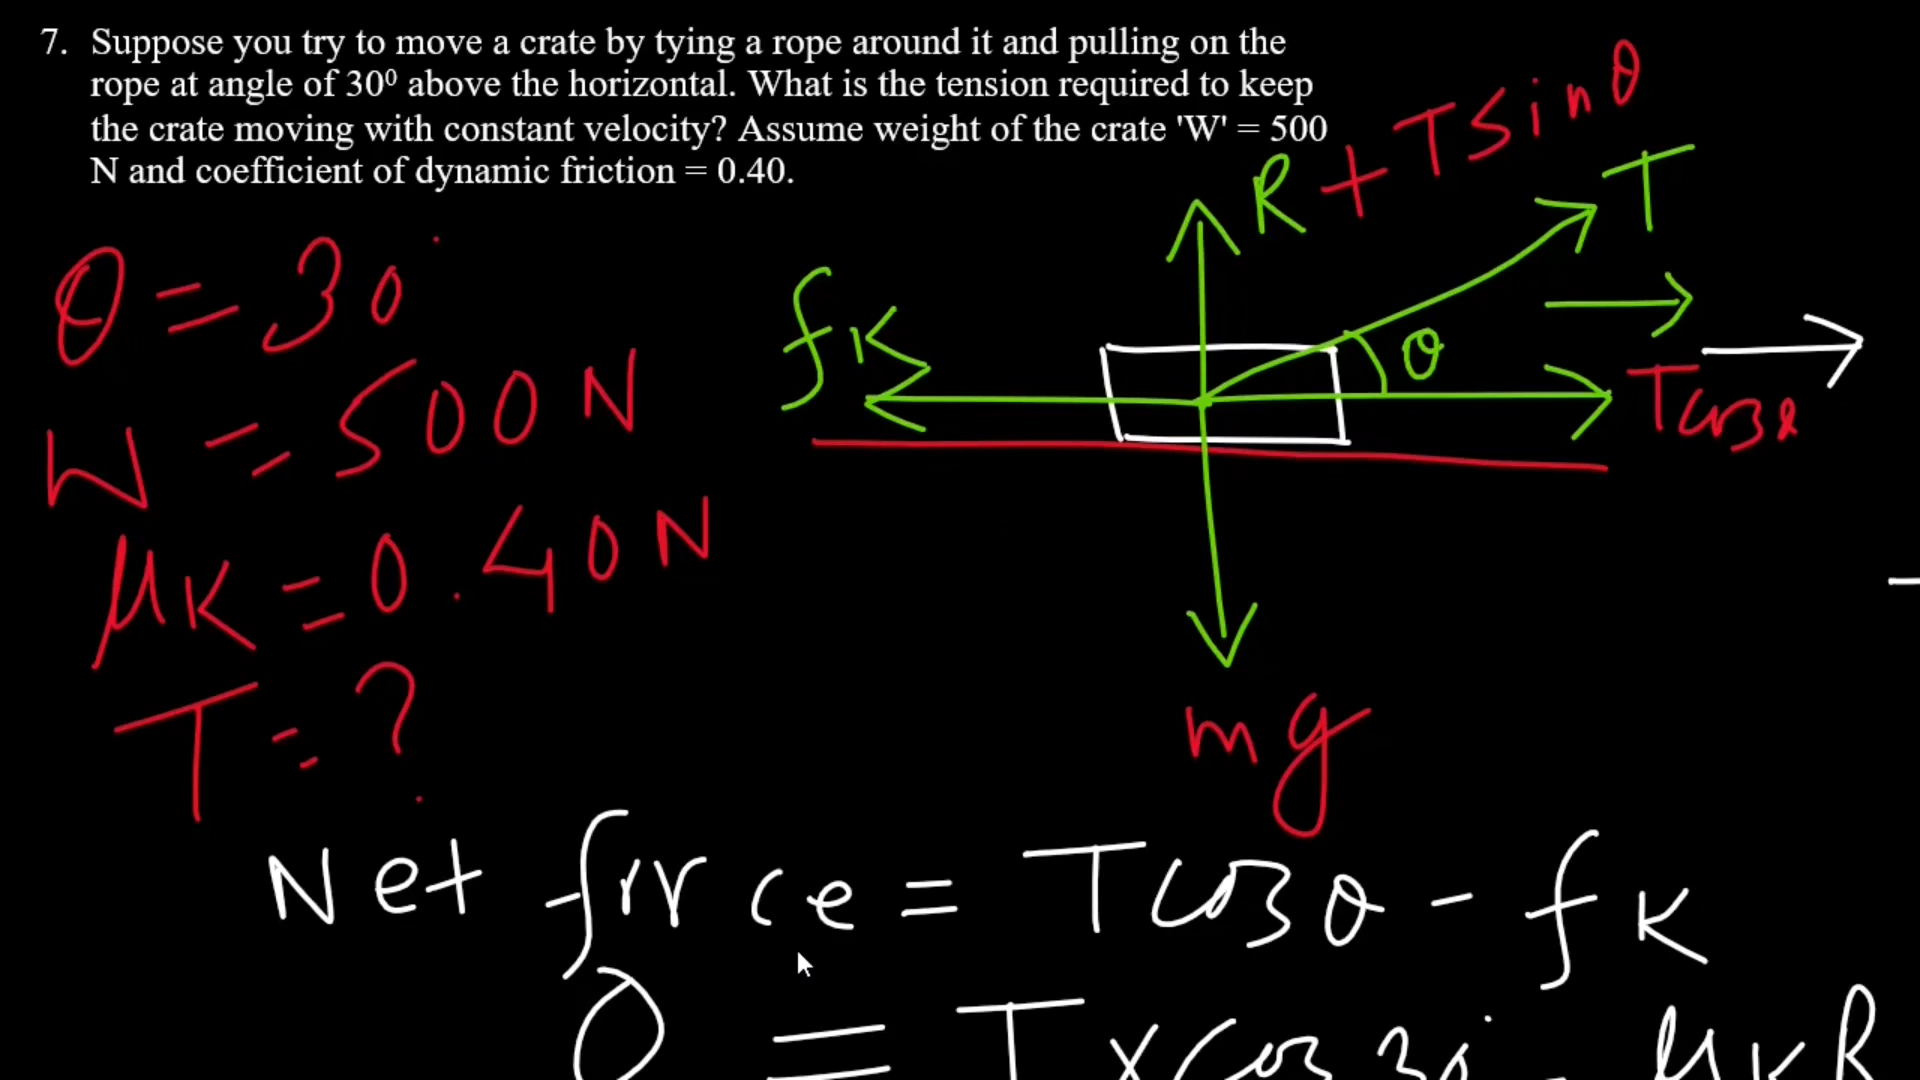 7. Suppose you try to move a crate by tying a rope around it and pulling on the
rope at angle of 30⁰ above the horizontal. What is the tension required to keep
the crate moving with constant velocity? Assume weight of the crate 'W' = 500
N and coefficient of dynamic friction = 0.40.
R + T sin θ
T
θ = 30°
fK
θ
T cos θ
W = 500 N
μK = 0.40 N
T = ?
mg
Net force = T cos θ - fK
0 = T × cos 30° - μK R